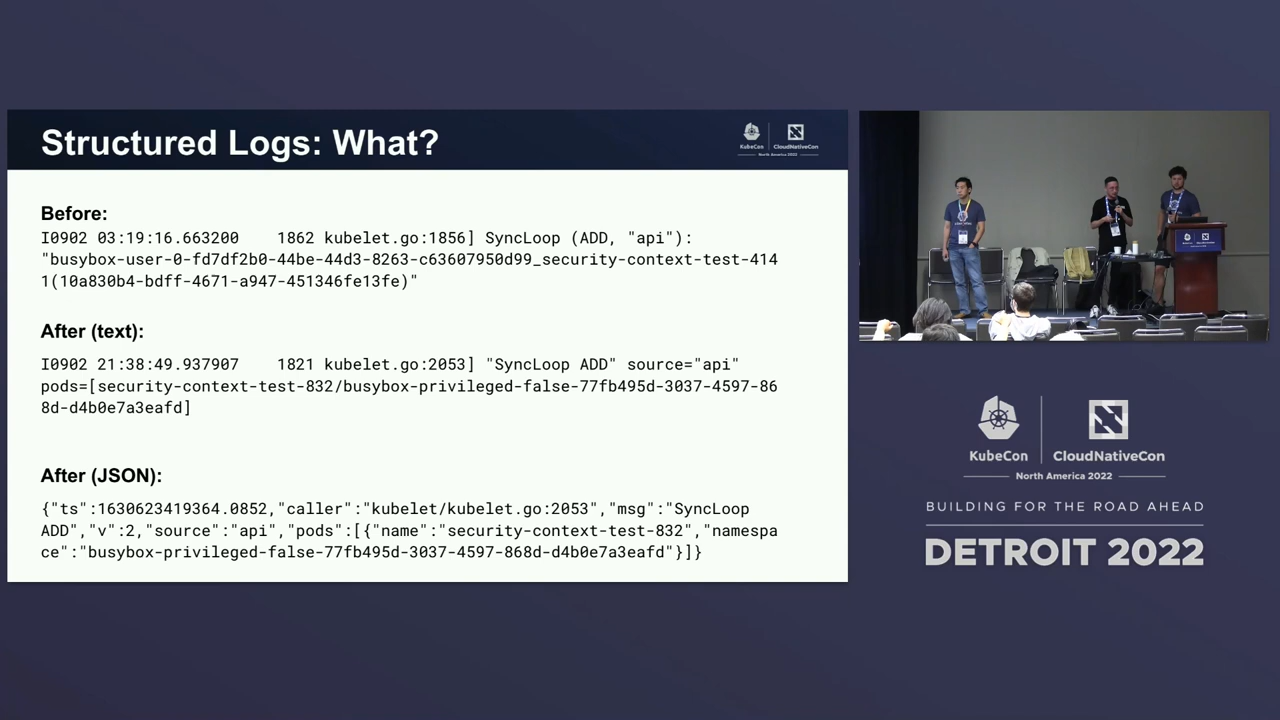 Structured Logs: What?
KubeCon
CloudNativeCon
North America 2022
Before:
I0902 03:19:16.663200    1862 kubelet.go:1856] SyncLoop (ADD, "api"):
"busybox-user-0-fd7df2b0-44be-44d3-8263-c63607950d99_security-context-test-414
1(10a830b4-bdff-4671-a947-451346fe13fe)"
After (text):
I0902 21:38:49.937907    1821 kubelet.go:2053] "SyncLoop ADD" source="api"
pods=[security-context-test-832/busybox-privileged-false-77fb495d-3037-4597-86
8d-d4b0e7a3eafd]
After (JSON):
{"ts":1630623419364.0852,"caller":"kubelet/kubelet.go:2053","msg":"SyncLoop
ADD","v":2,"source":"api","pods":[{"name":"security-context-test-832","namespa
ce":"busybox-privileged-false-77fb495d-3037-4597-868d-d4b0e7a3eafd"}]}
KubeCon
CloudNativeCon
North America 2022
BUILDING FOR THE ROAD AHEAD
DETROIT 2022